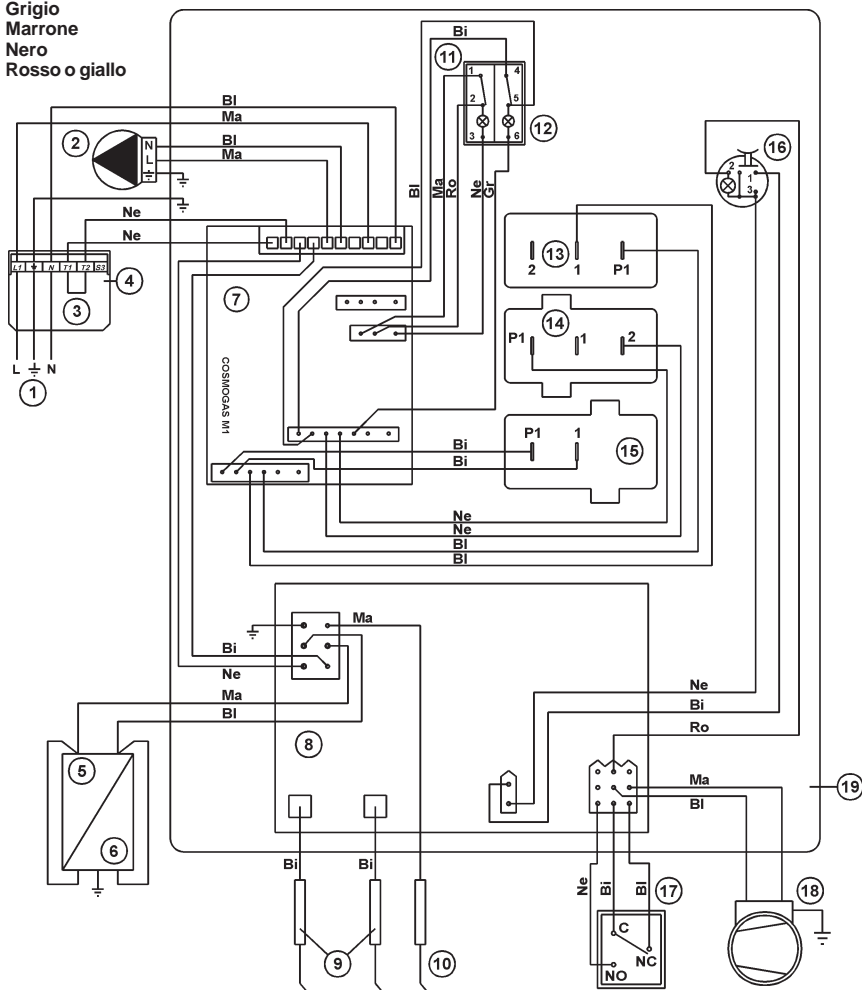 Grigio
Marrone
Nero
Rosso o giallo
Bl
Ma
2
N
L
Bl
Ma
Bi
11
1
4
2
5
3
6
12
16
2
1
3
Bl
Ma
Ro
Ne
Gr
Ne
Ne
L1
N
T1
T2
S3
4
3
L
N
1
7
COSMOGAS M1
13
2
1
P1
14
P1
1
2
P1
1
15
Bi
Bi
Ne
Ne
Bl
Bl
Ma
Bi
Ne
Ma
Bl
Ne
Bi
Ro
Ma
Bl
8
19
5
6
Bi
Bi
9
10
Ne
Bi
Bl
17
C
NC
NO
18